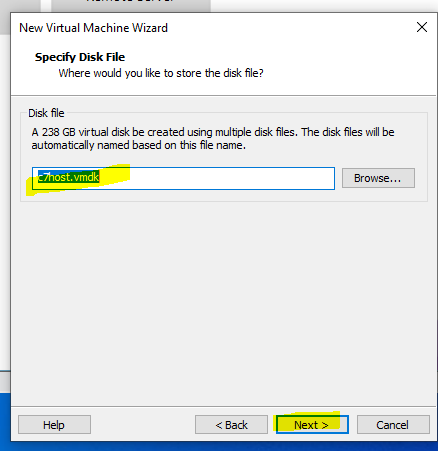 New Virtual Machine Wizard
Specify Disk File
Where would you like to store the disk file?
Disk file
A 238 GB virtual disk be created using multiple disk files. The disk files will be
automatically named based on this file name.
c7host.vmdk
Browse...
Help
< Back
Next >
Cancel